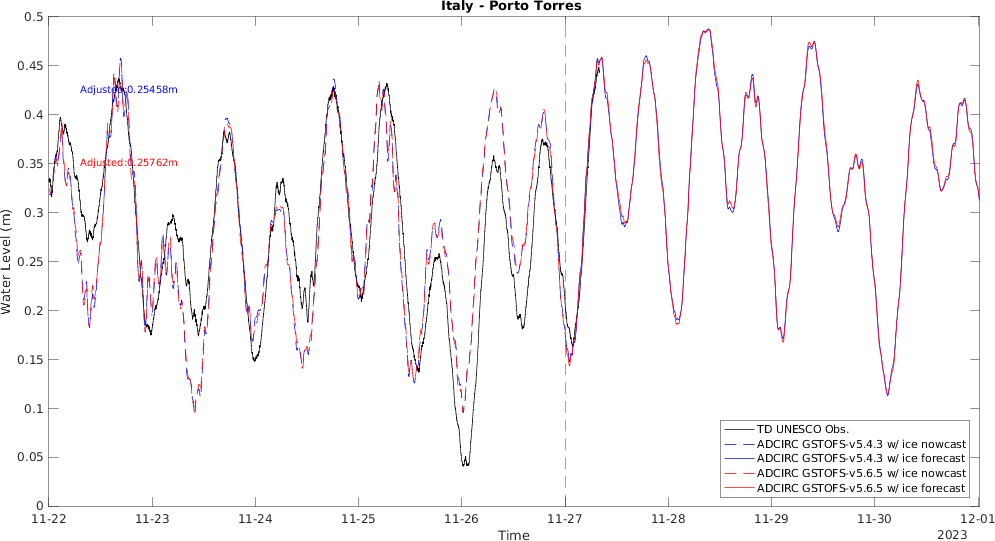 Italy - Porto Torres
0.5
0.45
0.4
0.35
0.3
0.25
0.2
0.15
0.1
0.05
0
Water Level (m)
Adjusted:0.25458m
Adjusted:0.25762m
TD UNESCO Obs.
ADCIRC GSTOFS-v5.4.3 w/ ice nowcast
ADCIRC GSTOFS-v5.4.3 w/ ice forecast
ADCIRC GSTOFS-v5.6.5 w/ ice nowcast
ADCIRC GSTOFS-v5.6.5 w/ ice forecast
11-22 11-23 11-24 11-25 11-26 11-27 11-28 11-29 11-30 12-01
Time
2023